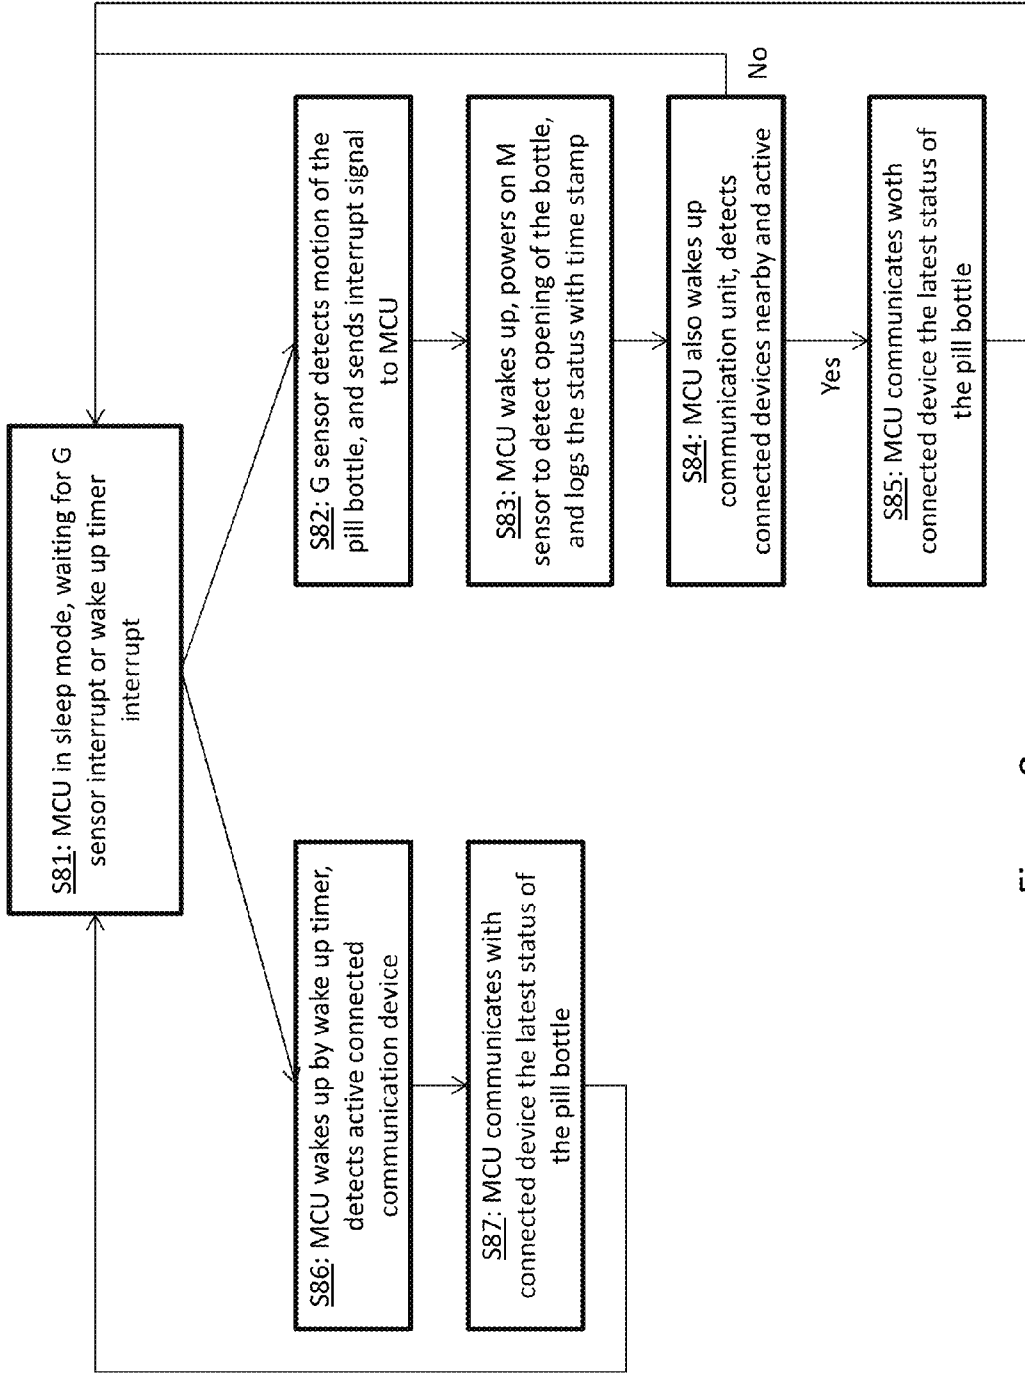 S81: MCU in sleep mode, waiting for G
sensor interrupt or wake up timer
interrupt
S86: MCU wakes up by wake up timer,
detects active connected
communication device
S87: MCU communicates with
connected device the latest status of
the pill bottle
S82: G sensor detects motion of the
pill bottle, and sends interrupt signal
to MCU
S83: MCU wakes up, powers on M
sensor to detect opening of the bottle,
and logs the status with time stamp
S84: MCU also wakes up
communication unit, detects
connected devices nearby and active
No
Yes
S85: MCU communicates woth
connected device the latest status of
the pill bottle